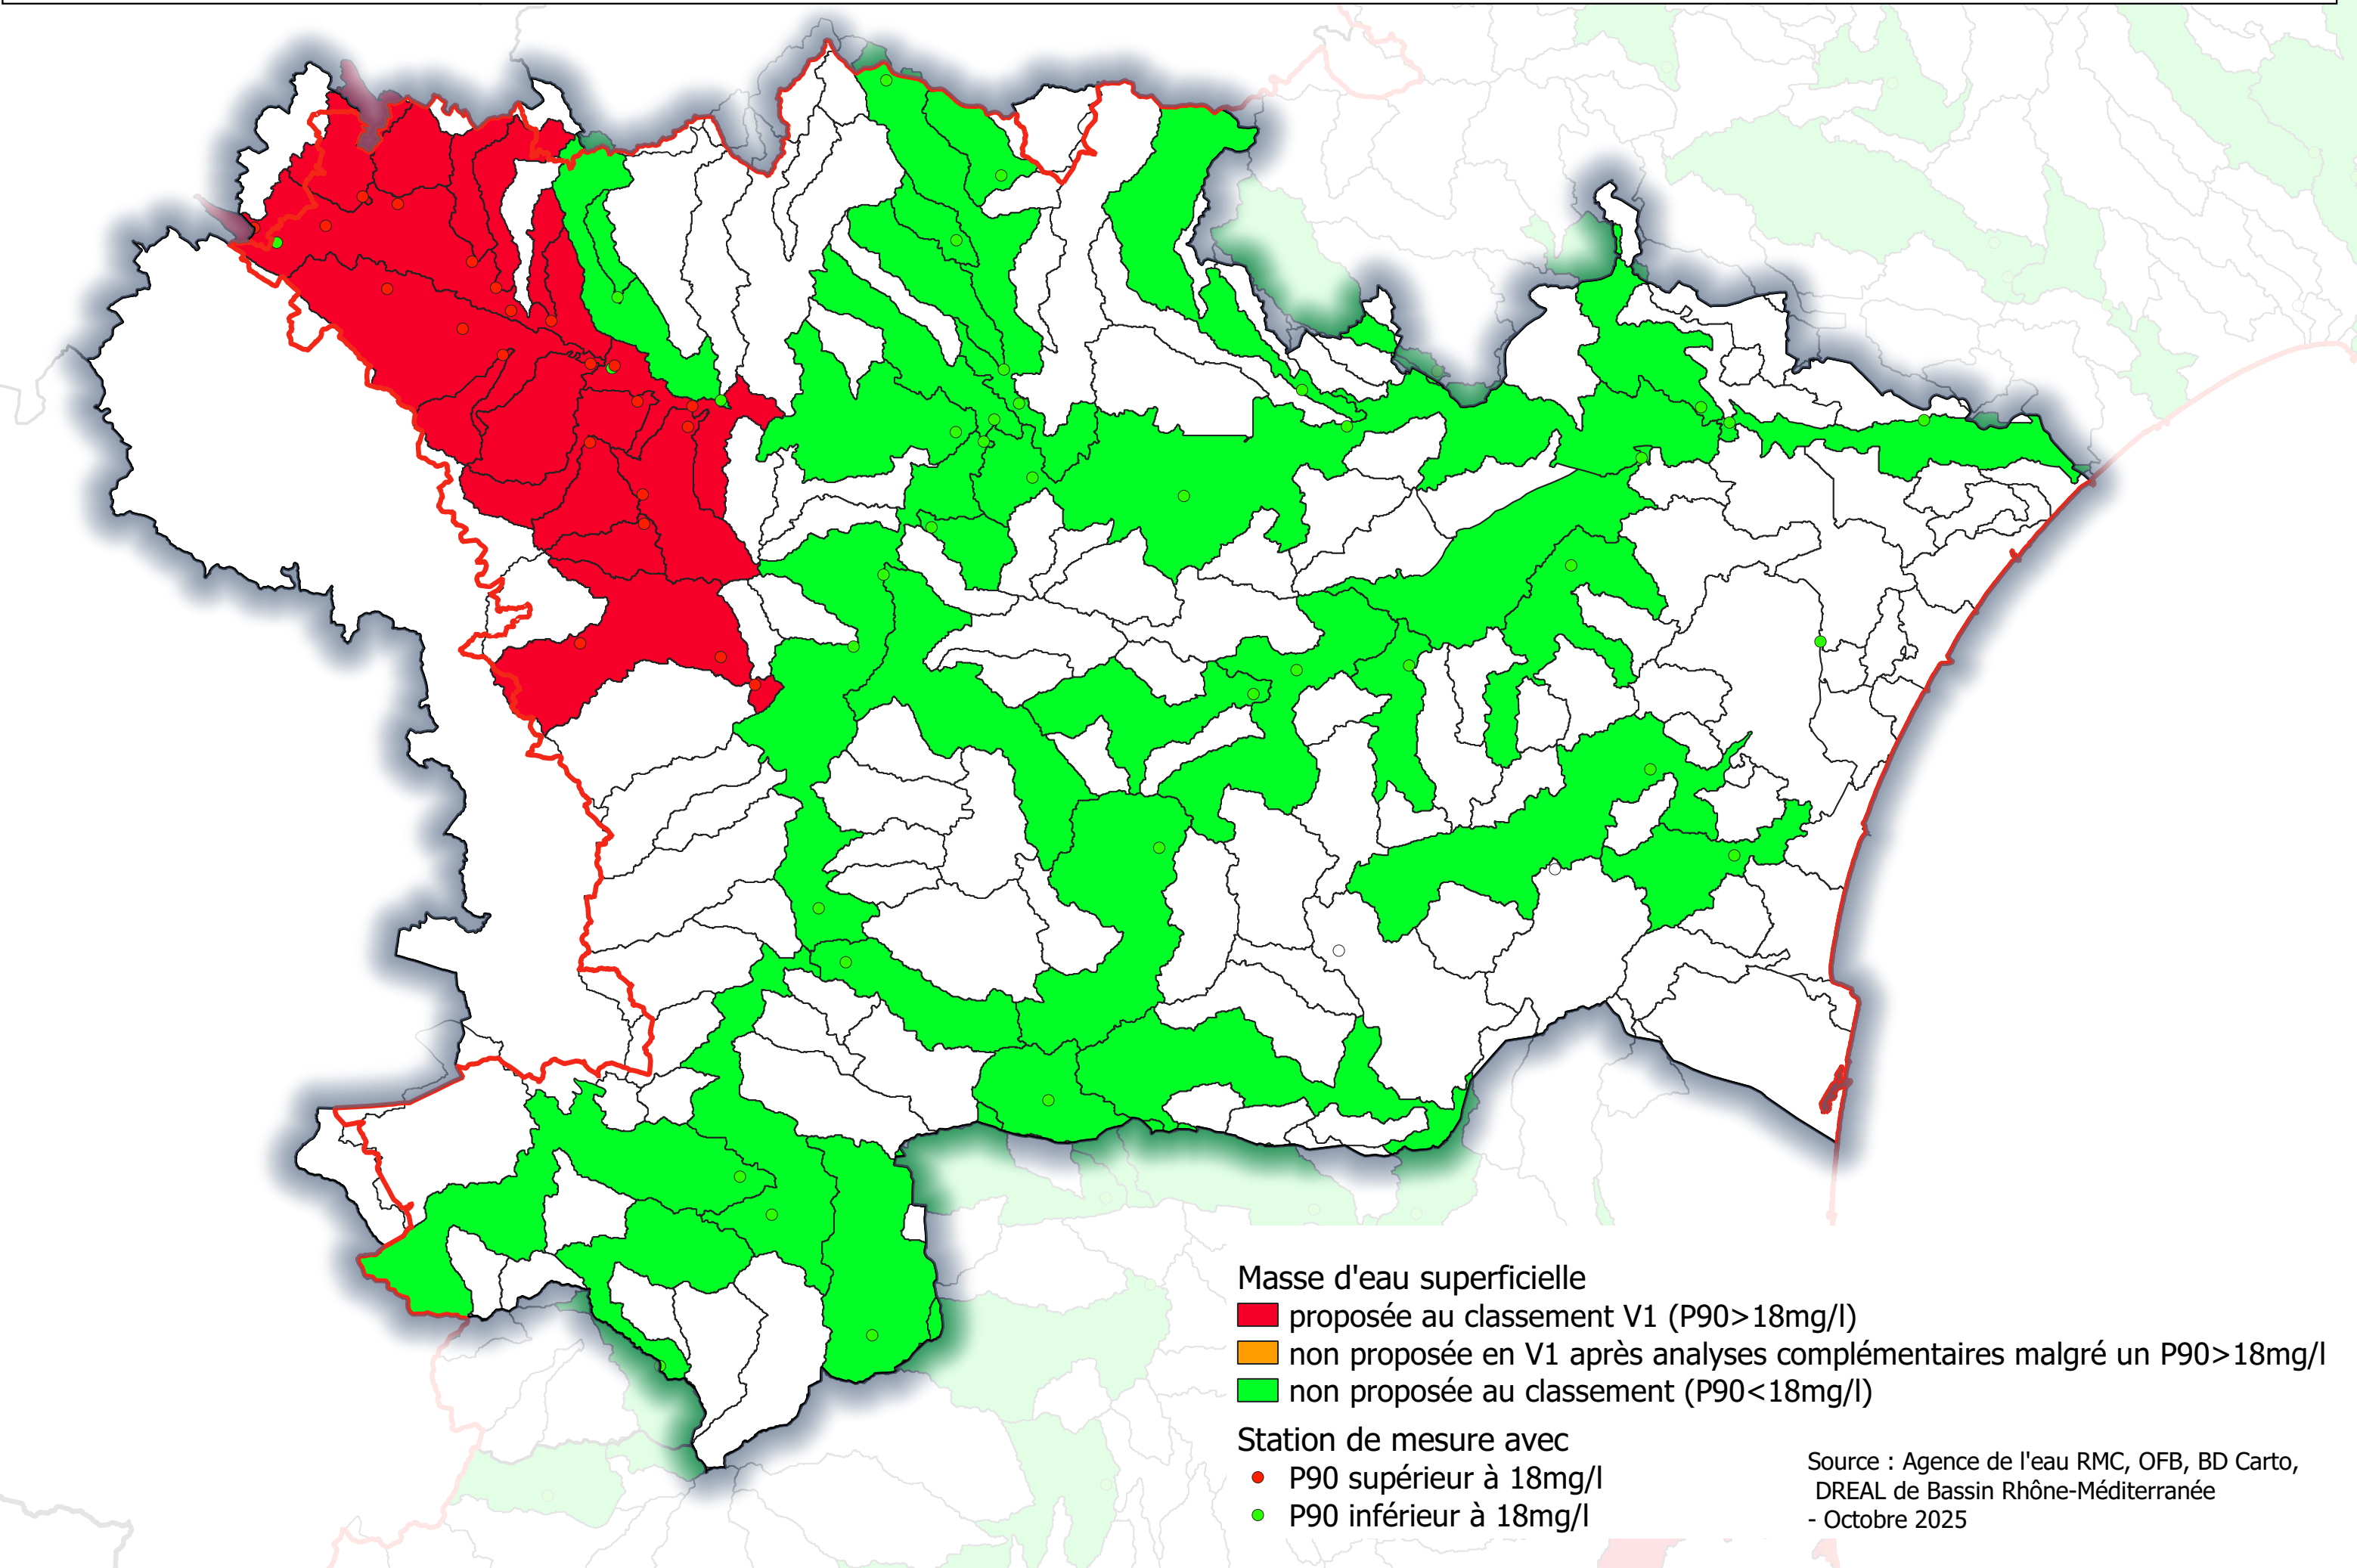 Masse d'eau superficielle
proposée au classement V1 (P90>18mg/l)
non proposée en V1 après analyses complémentaires malgré un P90>18mg/l
non proposée au classement (P90<18mg/l)
Station de mesure avec
P90 supérieur à 18mg/l
P90 inférieur à 18mg/l
Source : Agence de l'eau RMC, OFB, BD Carto,
DREAL de Bassin Rhône-Méditerranée
- Octobre 2025